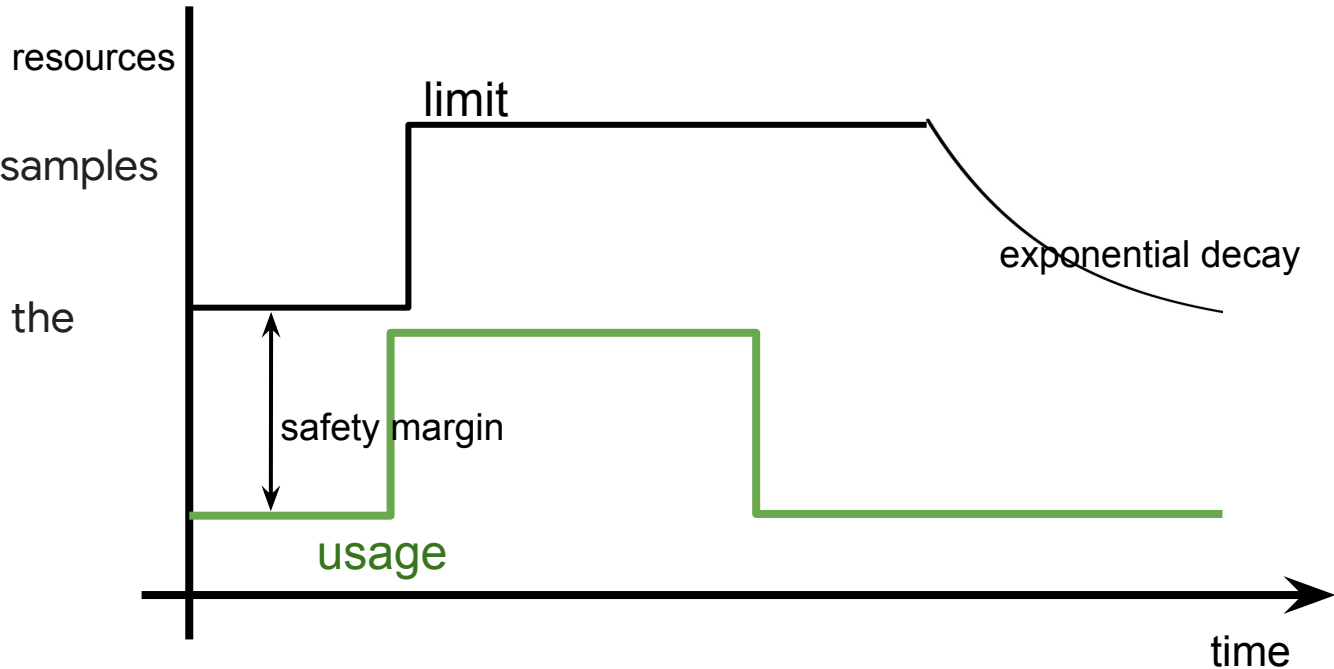 resources
limit
samples
exponential decay
the
safety margin
usage
time